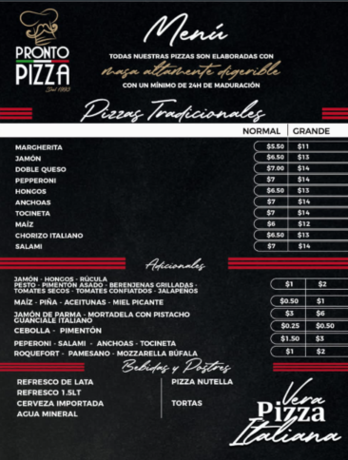 PRONTO
PIZZA
Menú
TODAS NUESTRAS PIZZAS SON ELABORADAS CON
masa altamente digerible
CON UN MÍNIMO DE 24H DE MADURACIÓN
Pizzas Tradicionales
NORMAL GRANDE
MARGHERITA $5.50 $11
JAMÓN $6.50 $13
DOBLE QUESO $7.00 $14
PEPPERONI $7 $14
HONGOS $6.50 $13
ANCHOAS $7 $14
TOCINETA $7 $14
MAÍZ $6 $12
CHORIZO ITALIANO $6.50 $13
SALAMI $7 $14
Adicionales
JAMÓN - HONGOS - RÚCULA
PESTO - PIMENTÓN ASADO - BERENJENAS GRILLADAS - $1 $2
TOMATES SECOS - TOMATES CONFIATDOS - JALAPEÑOS
MAÍZ - PIÑA - ACEITUNAS - MIEL PICANTE $0.50 $1
JAMÓN DE PARMA - MORTADELA CON PISTACHO $3 $6
GUANCIALE ITALIANO
CEBOLLA - PIMENTÓN $0.25 $0.50
PEPERONI - SALAMI - ANCHOAS - TOCINETA $1.50 $3
ROQUEFORT - PAMESANO - MOZZARELLA BÚFALA $1 $2
Bebidas y Postres
REFRESCO DE LATA PIZZA NUTELLA
REFRESCO 1.5LT
CERVEZA IMPORTADA TORTAS
AGUA MINERAL
Vera
Pizza
Italiana